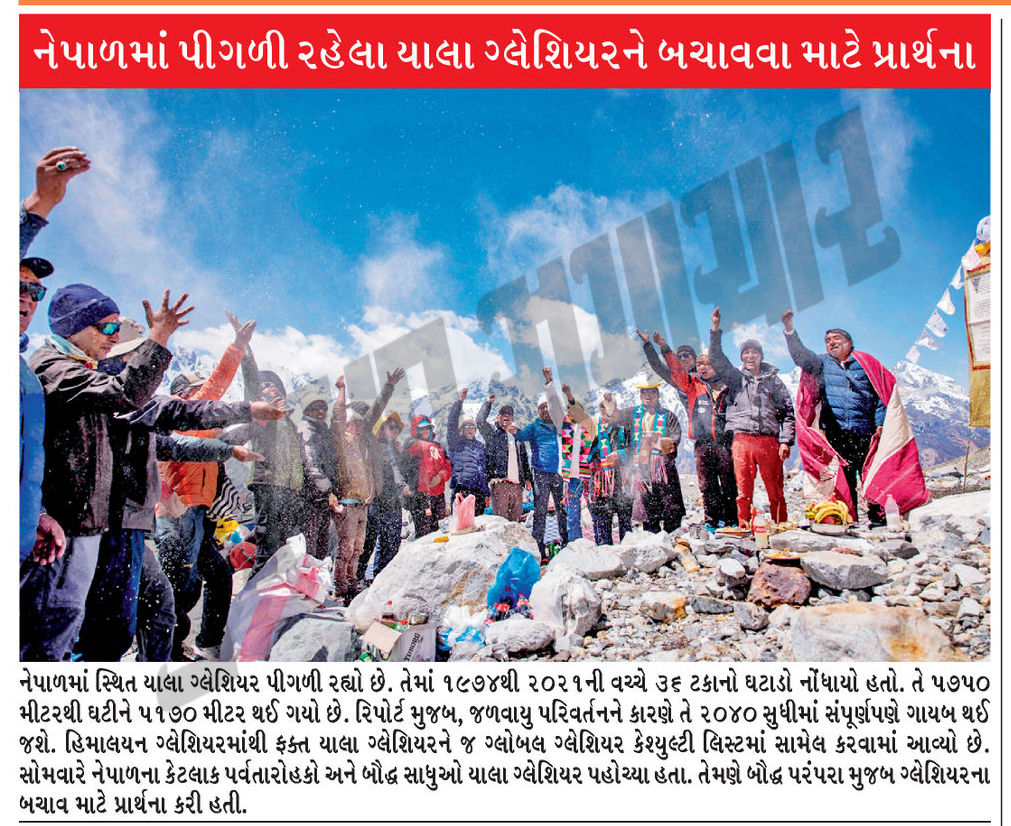 નેપાળમાં પીગળી રહેલા યાલા ગ્લેશિયરને બચાવવા માટે પ્રાર્થના
સમાચાર
નેપાળમાં સ્થિત યાલા ગ્લેશિયર પીગળી રહ્યો છે. તેમાં ૧૯૭૪થી ૨૦૨૧ની વચ્ચે ૩૬ ટકાનો ઘટાડો નોંધાયો હતો. તે ૫૭૫૦
મીટરથી ઘટીને ૫૧૭૦ મીટર થઈ ગયો છે. રિપોર્ટ મુજબ, જળવાયુ પરિવર્તનને કારણે તે ૨૦૪૦ સુધીમાં સંપૂર્ણપણે ગાયબ થઈ
જશે. હિમાલયન ગ્લેશિયરમાંથી ફક્ત યાલા ગ્લેશિયરને જ ગ્લોબલ ગ્લેશિયર કેશ્યુલ્ટી લિસ્ટમાં સામેલ કરવામાં આવ્યો છે.
સોમવારે નેપાળના કેટલાક પર્વતારોહકો અને બૌદ્ધ સાધુઓ યાલા ગ્લેશિયર પહોચ્યા હતા. તેમણે બૌદ્ધ પરંપરા મુજબ ગ્લેશિયરના
બચાવ માટે પ્રાર્થના કરી હતી.